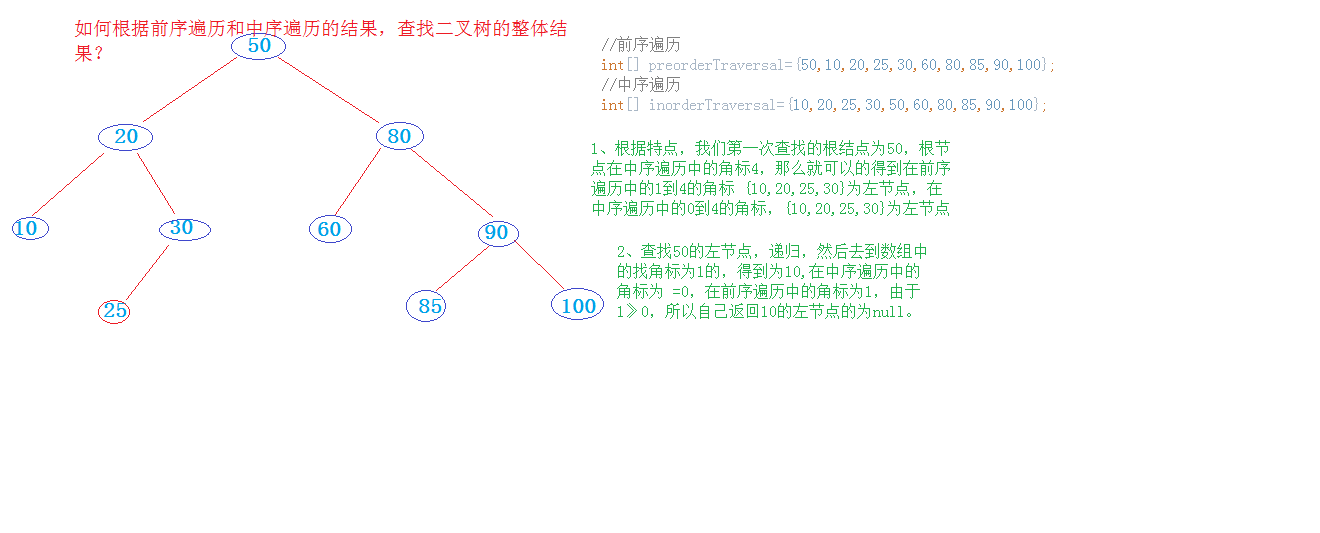 如何根据前序遍历和中序遍历的结果，查找二叉树的整体结
果？
50
20
80
10
30
60
90
25
85
100
//前序遍历
int[] preorderTraversal={50,10,20,25,30,60,80,85,90,100};
//中序遍历
int[] inorderTraversal={10,20,25,30,50,60,80,85,90,100};
1、根据特点，我们第一次查找的根结点为50，根节
点在中序遍历中的角标4，那么就可以的得到在前序
遍历中的1到4的角标 {10,20,25,30}为左节点，在
中序遍历中的0到4的角标，{10,20,25,30}为左节点
2、查找50的左节点，递归，然后去到数组中
的找角标为1的，得到为10,在中序遍历中的
角标为 =0，在前序遍历中的角标为1，由于
1》0，所以自己返回10的左节点的为null。